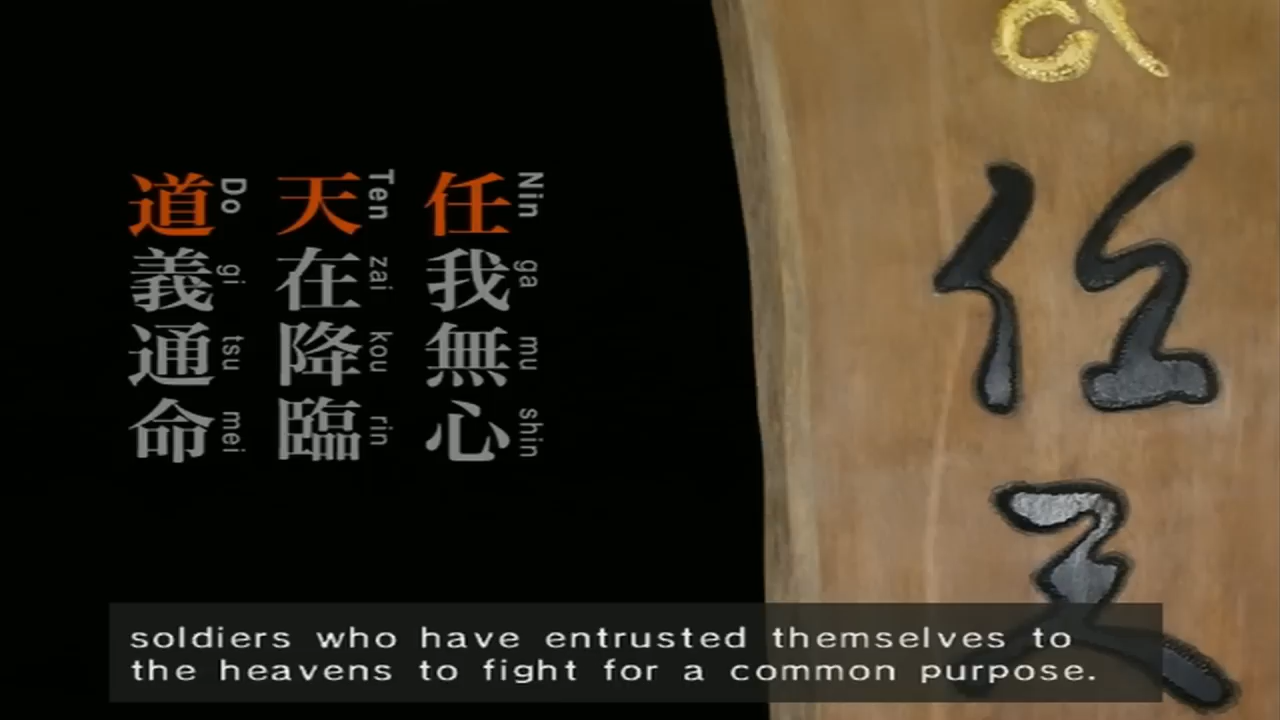 任我無心
Nin ga mu shin
天在降臨
Ten zai kou rin
道義通命
Do gi tsu mei
任
soldiers who have entrusted themselves to
the heavens to fight for a common purpose.